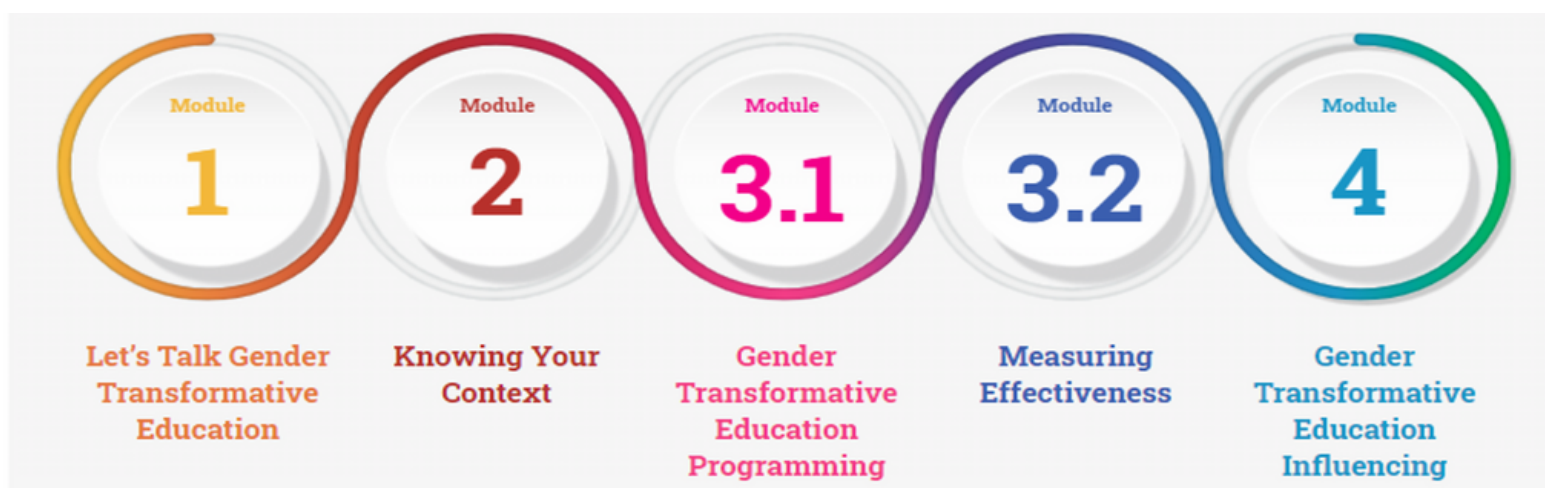 Module
1
Let's Talk Gender
Transformative
Education
Module
2
Knowing Your
Context
Module
3.1
Gender
Transformative
Education
Programming
Module
3.2
Measuring
Effectiveness
Module
4
Gender
Transformative
Education
Influencing